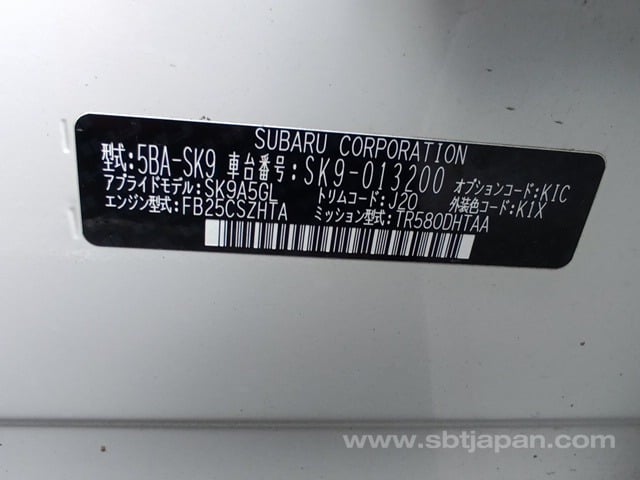 SUBARU CORPORATION
型式:5BA-SK9 車台番号:SK9-013200 オプションコード:KIC
アプライドモデル:SK9A5GL トリムコード:J20 外装色コード:K1X
エンジン型式:FB25CSZHTA ミッション型式:TR580DHTAA
www.sbtjapan.com